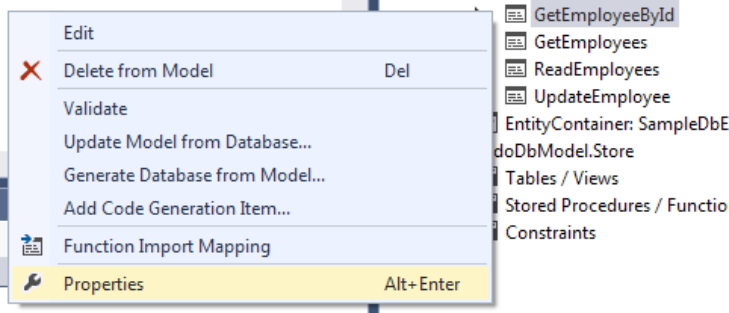 Edit
Delete from Model Del
Validate
Update Model from Database...
Generate Database from Model...
Add Code Generation Item...
Function Import Mapping
Properties Alt+Enter
GetEmployeeById
GetEmployees
ReadEmployees
UpdateEmployee
EntityContainer: SampleDbE
doDbModel.Store
Tables / Views
Stored Procedures / Functio
Constraints